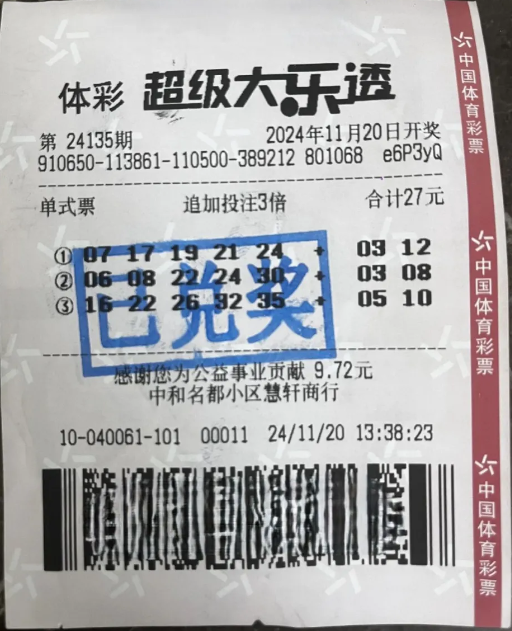 体彩 超级大乐透
第 24135期 2024年11月20日开奖
910650-113861-110500-389212 801068 e6P3yQ
单式票 追加投注3倍 合计27元
① 07 17 19 21 24 + 03 12
② 06 08 22 24 30 + 03 08
③ 16 22 26 32 35 + 05 10
已兑奖
感谢您为公益事业贡献 9.72元
中和名都小区慧轩商行
10-040061-101 00011 24/11/20 13:38:23
中国体育彩票
中国体育彩票
中国体育彩票